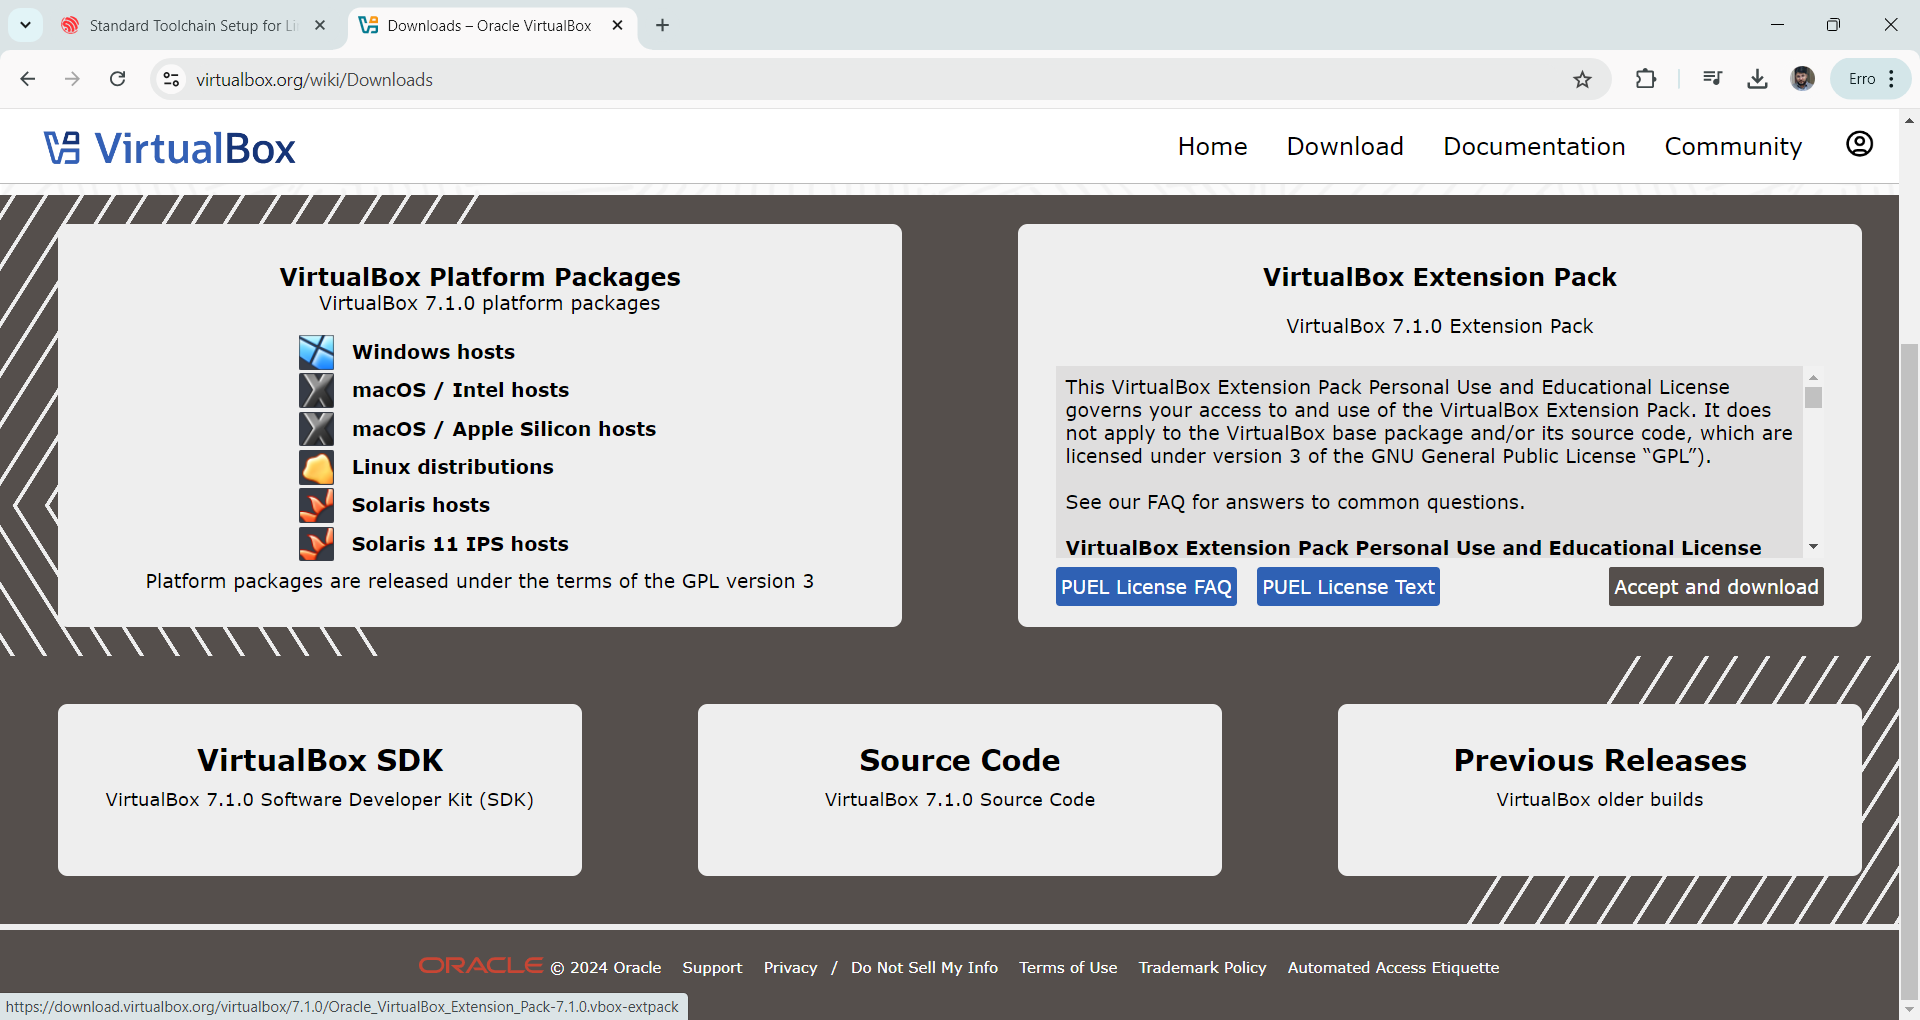 Standard Toolchain Setup for Li
Downloads – Oracle VirtualBox
virtualbox.org/wiki/Downloads
Erro
VirtualBox
Home
Download
Documentation
Community
VirtualBox Platform Packages
VirtualBox 7.1.0 platform packages
Windows hosts
macOS / Intel hosts
macOS / Apple Silicon hosts
Linux distributions
Solaris hosts
Solaris 11 IPS hosts
Platform packages are released under the terms of the GPL version 3
VirtualBox Extension Pack
VirtualBox 7.1.0 Extension Pack
This VirtualBox Extension Pack Personal Use and Educational License
governs your access to and use of the VirtualBox Extension Pack. It does
not apply to the VirtualBox base package and/or its source code, which are
licensed under version 3 of the GNU General Public License “GPL”).
See our FAQ for answers to common questions.
VirtualBox Extension Pack Personal Use and Educational License
PUEL License FAQ
PUEL License Text
Accept and download
VirtualBox SDK
VirtualBox 7.1.0 Software Developer Kit (SDK)
Source Code
VirtualBox 7.1.0 Source Code
Previous Releases
VirtualBox older builds
ORACLE © 2024 Oracle Support Privacy / Do Not Sell My Info Terms of Use Trademark Policy Automated Access Etiquette
https://download.virtualbox.org/virtualbox/7.1.0/Oracle_VirtualBox_Extension_Pack-7.1.0.vbox-extpack